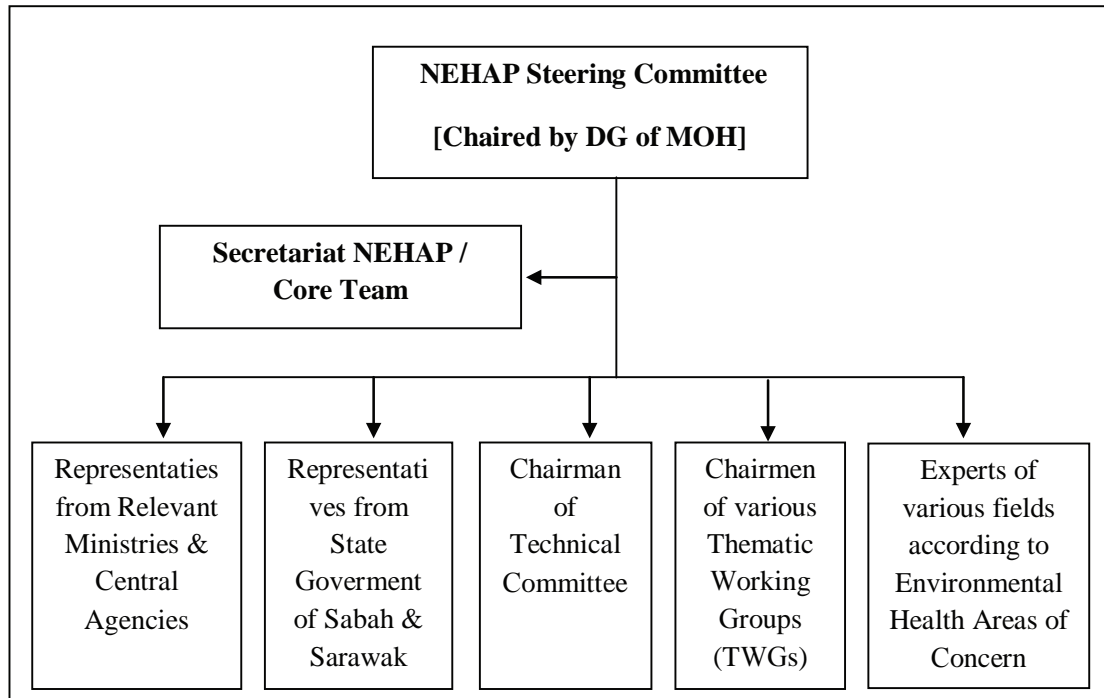 NEHAP Steering Committee
[Chaired by DG of MOH]
Secretariat NEHAP /
Core Team
Representaties
from Relevant
Ministries &
Central
Agencies
Representati
ves from
State
Goverment
of Sabah &
Sarawak
Chairman
of
Technical
Committee
Chairmen
of various
Thematic
Working
Groups
(TWGs)
Experts of
various fields
according to
Environmental
Health Areas of
Concern